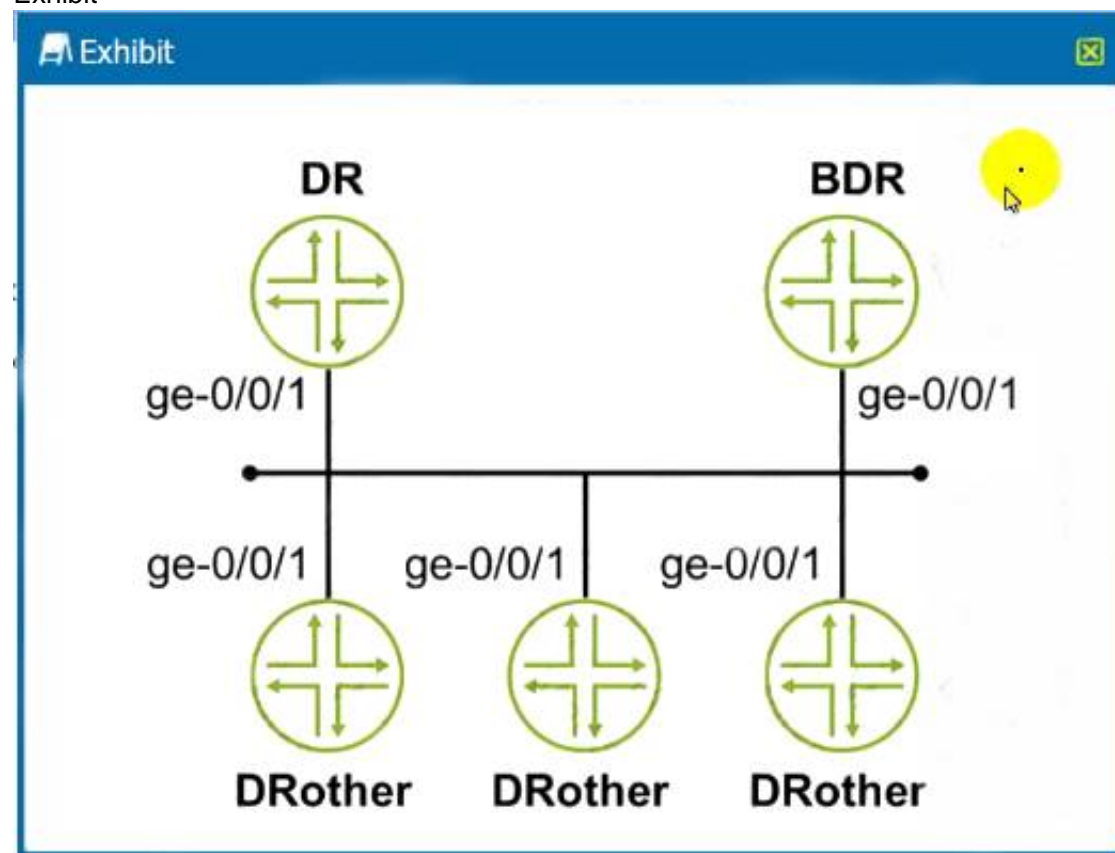 Exhibit
Exhibit
DR BDR
ge-0/0/1 ge-0/0/1
ge-0/0/1 ge-0/0/1 ge-0/0/1
DRother DRother DRother